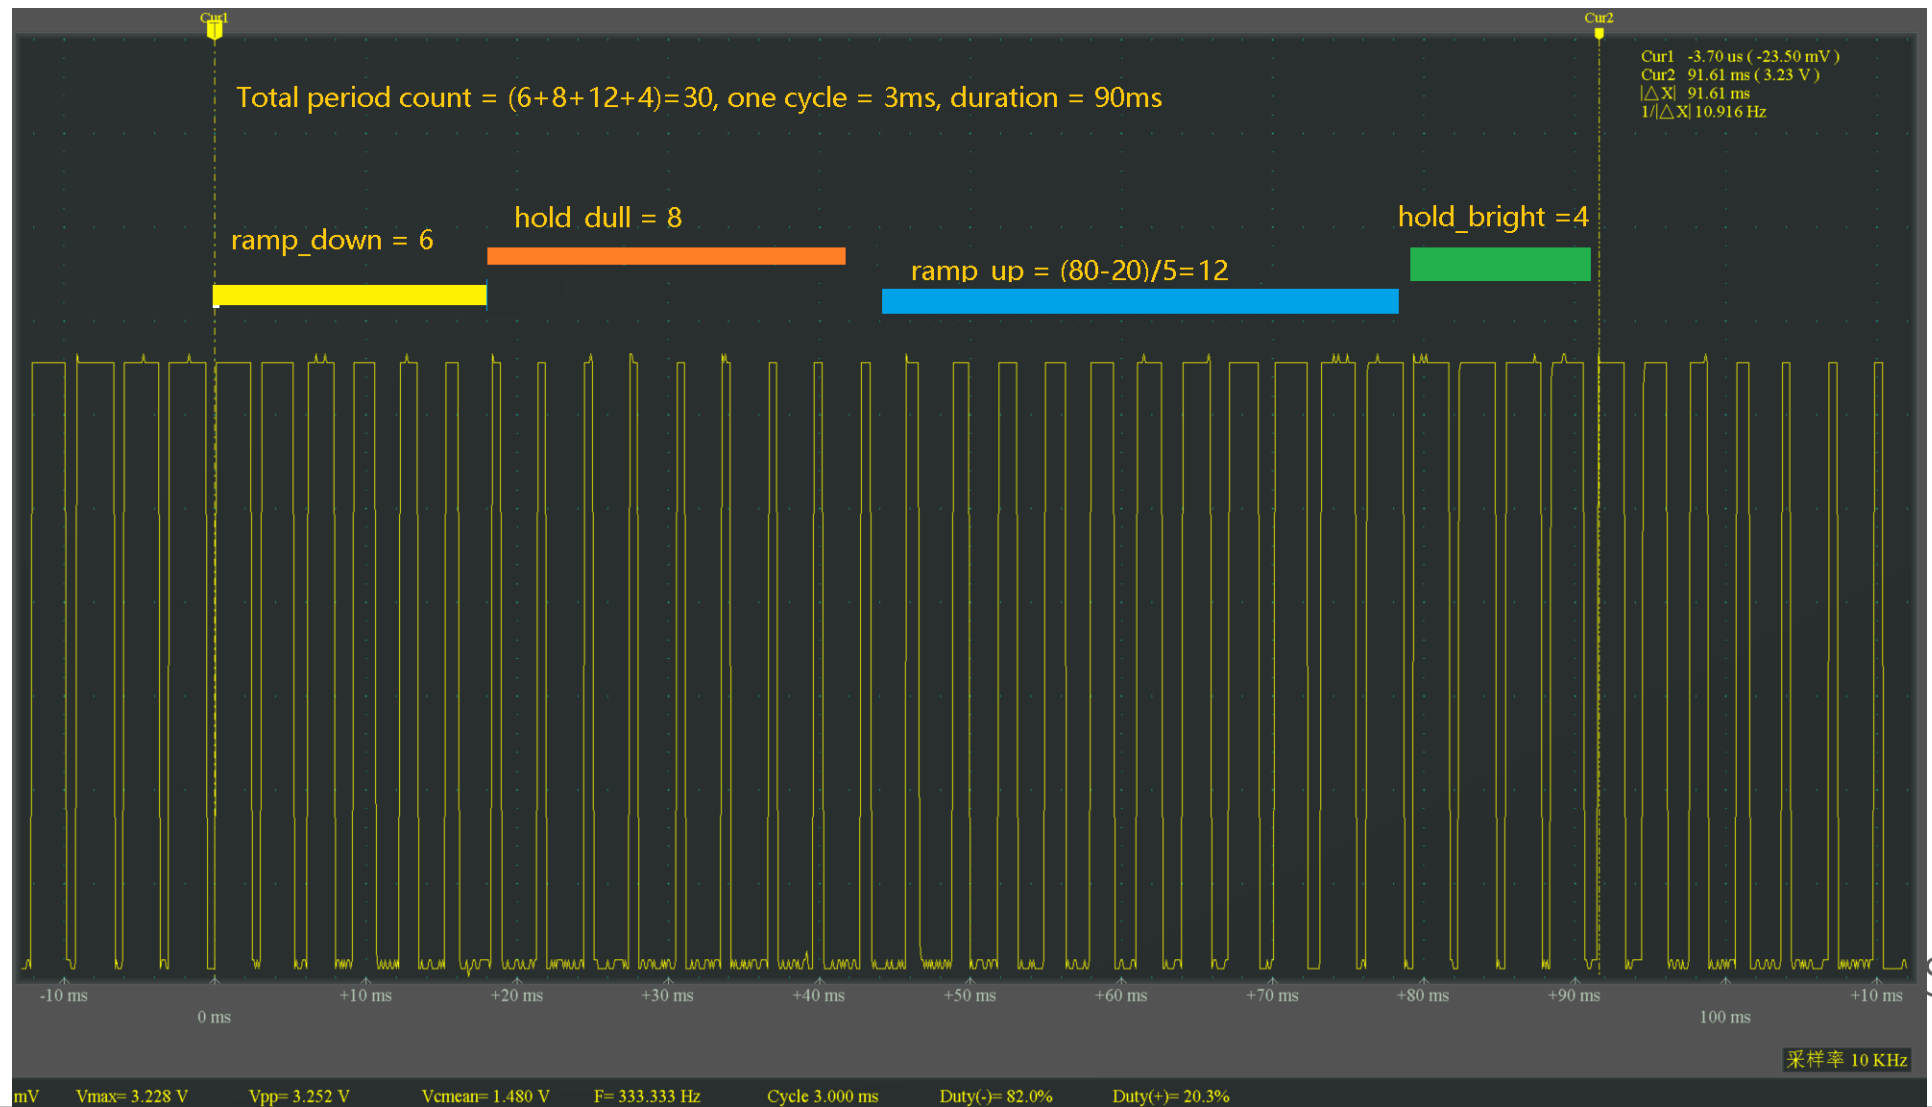 Cur1
Cur2
Cur1 -3.70 us ( -23.50 mV )
Cur2 91.61 ms ( 3.23 V )
|△X| 91.61 ms
1/|△X| 10.916 Hz
Total period count = (6+8+12+4)=30, one cycle = 3ms, duration = 90ms
ramp_down = 6
hold dull = 8
ramp up = (80-20)/5=12
hold_bright =4
-10 ms
0 ms
+10 ms
+20 ms
+30 ms
+40 ms
+50 ms
+60 ms
+70 ms
+80 ms
+90 ms
100 ms
+10 ms
采样率 10 KHz
mV Vmax= 3.228 V Vpp= 3.252 V Vcmean= 1.480 V F= 333.333 Hz Cycle 3.000 ms Duty(-)= 82.0% Duty(+)= 20.3%